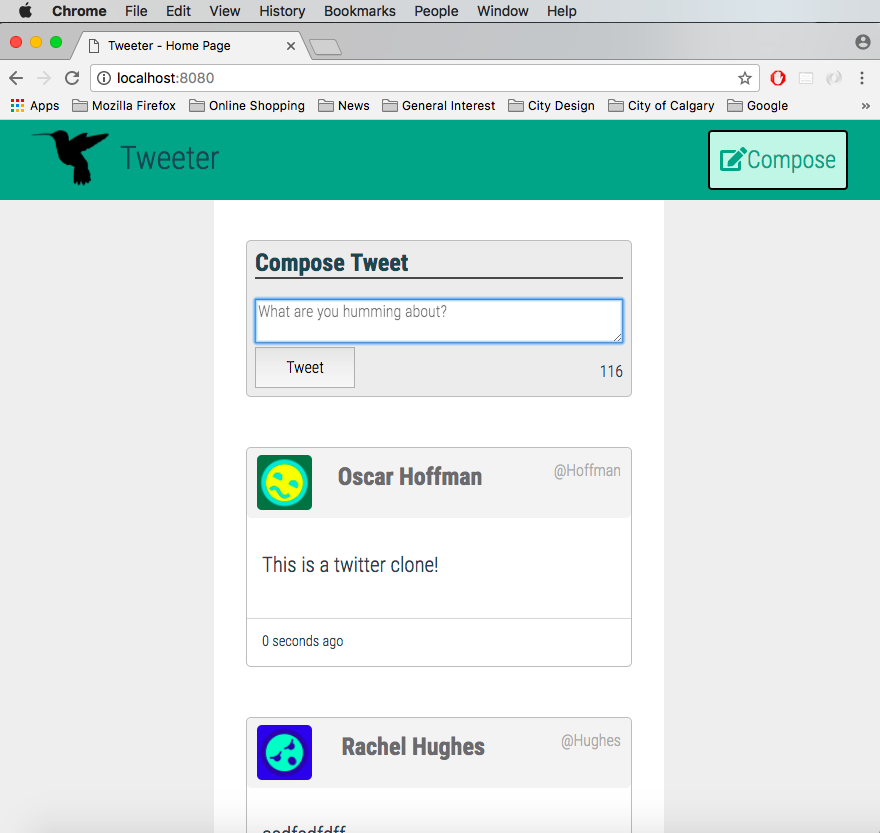 Chrome File Edit View History Bookmarks People Window Help
Tweeter - Home Page
localhost:8080
Apps Mozilla Firefox Online Shopping News General Interest City Design City of Calgary Google »
Tweeter Compose
Compose Tweet
What are you humming about?
Tweet 116
Oscar Hoffman @Hoffman
This is a twitter clone!
0 seconds ago
Rachel Hughes @Hughes